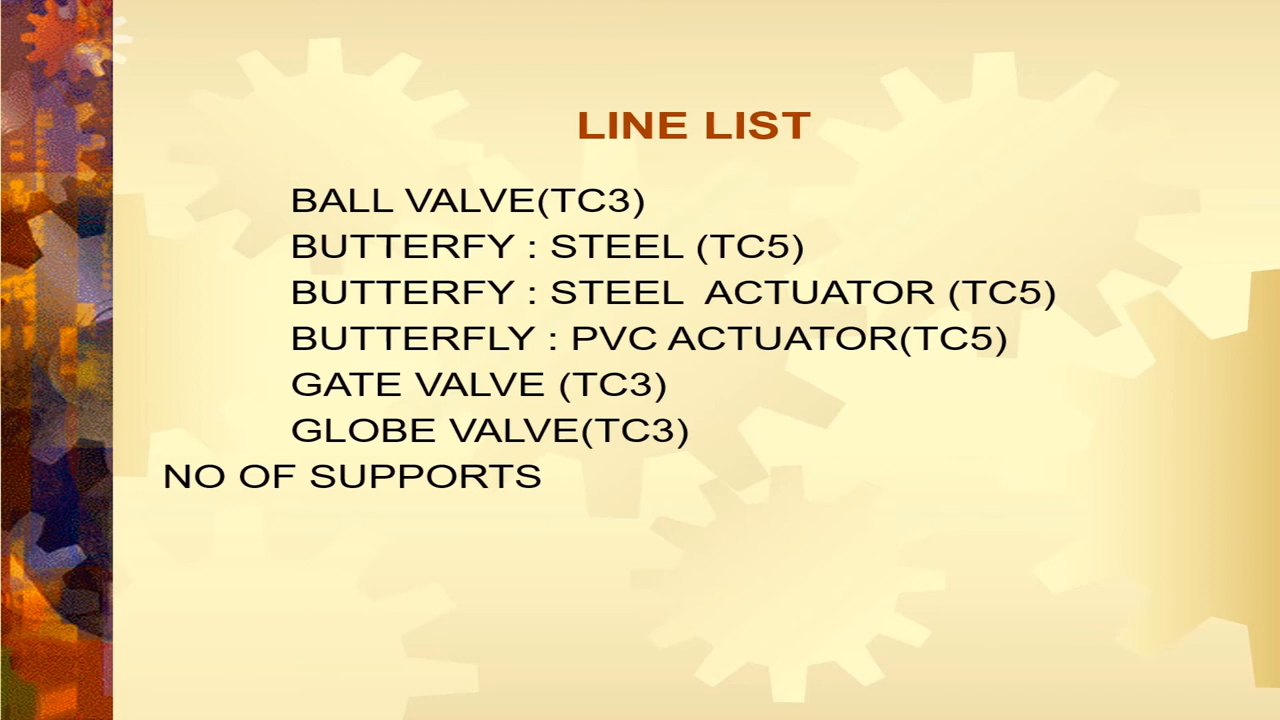 LINE LIST
BALL VALVE(TC3)
BUTTERFY : STEEL (TC5)
BUTTERFY : STEEL  ACTUATOR (TC5)
BUTTERFLY : PVC ACTUATOR(TC5)
GATE VALVE (TC3)
GLOBE VALVE(TC3)
NO OF SUPPORTS